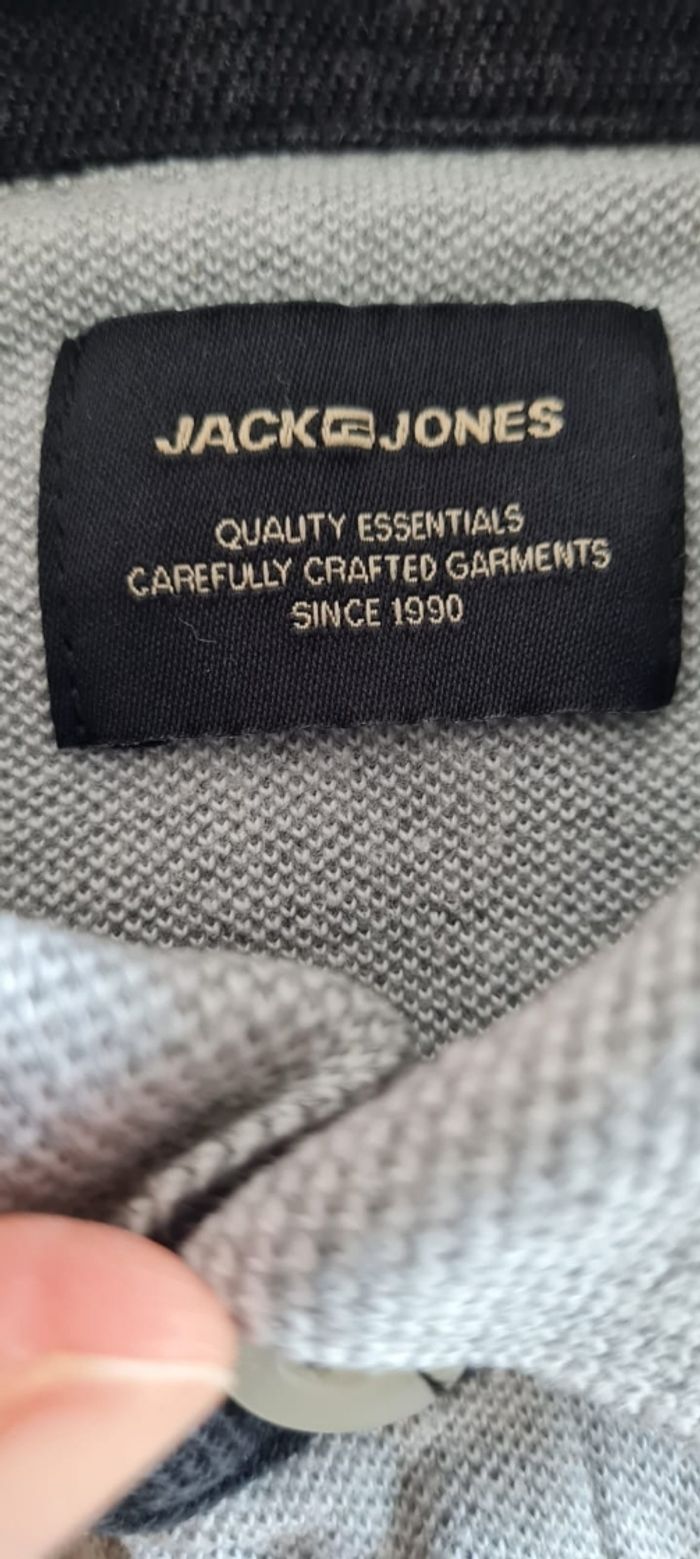 JACK&JONES
QUALITY ESSENTIALS
CAREFULLY CRAFTED GARMENTS
SINCE 1990